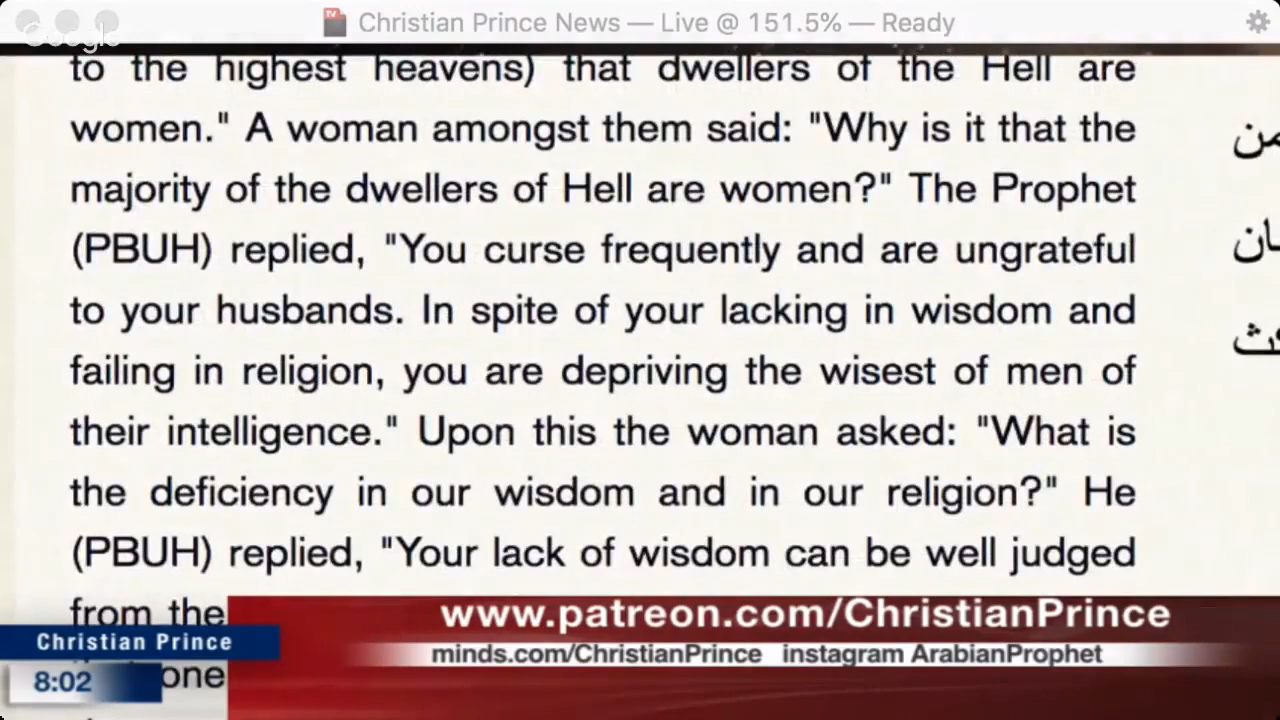 Christian Prince News — Live @ 151.5% — Ready
Google
to the highest heavens) that dwellers of the Hell are
women." A woman amongst them said: "Why is it that the
majority of the dwellers of Hell are women?" The Prophet
(PBUH) replied, "You curse frequently and are ungrateful
to your husbands. In spite of your lacking in wisdom and
failing in religion, you are depriving the wisest of men of
their intelligence." Upon this the woman asked: "What is
the deficiency in our wisdom and in our religion?" He
(PBUH) replied, "Your lack of wisdom can be well judged
from the
one
من
www.patreon.com/ChristianPrince
minds.com/ChristianPrince instagram ArabianProphet
Christian Prince
8:02